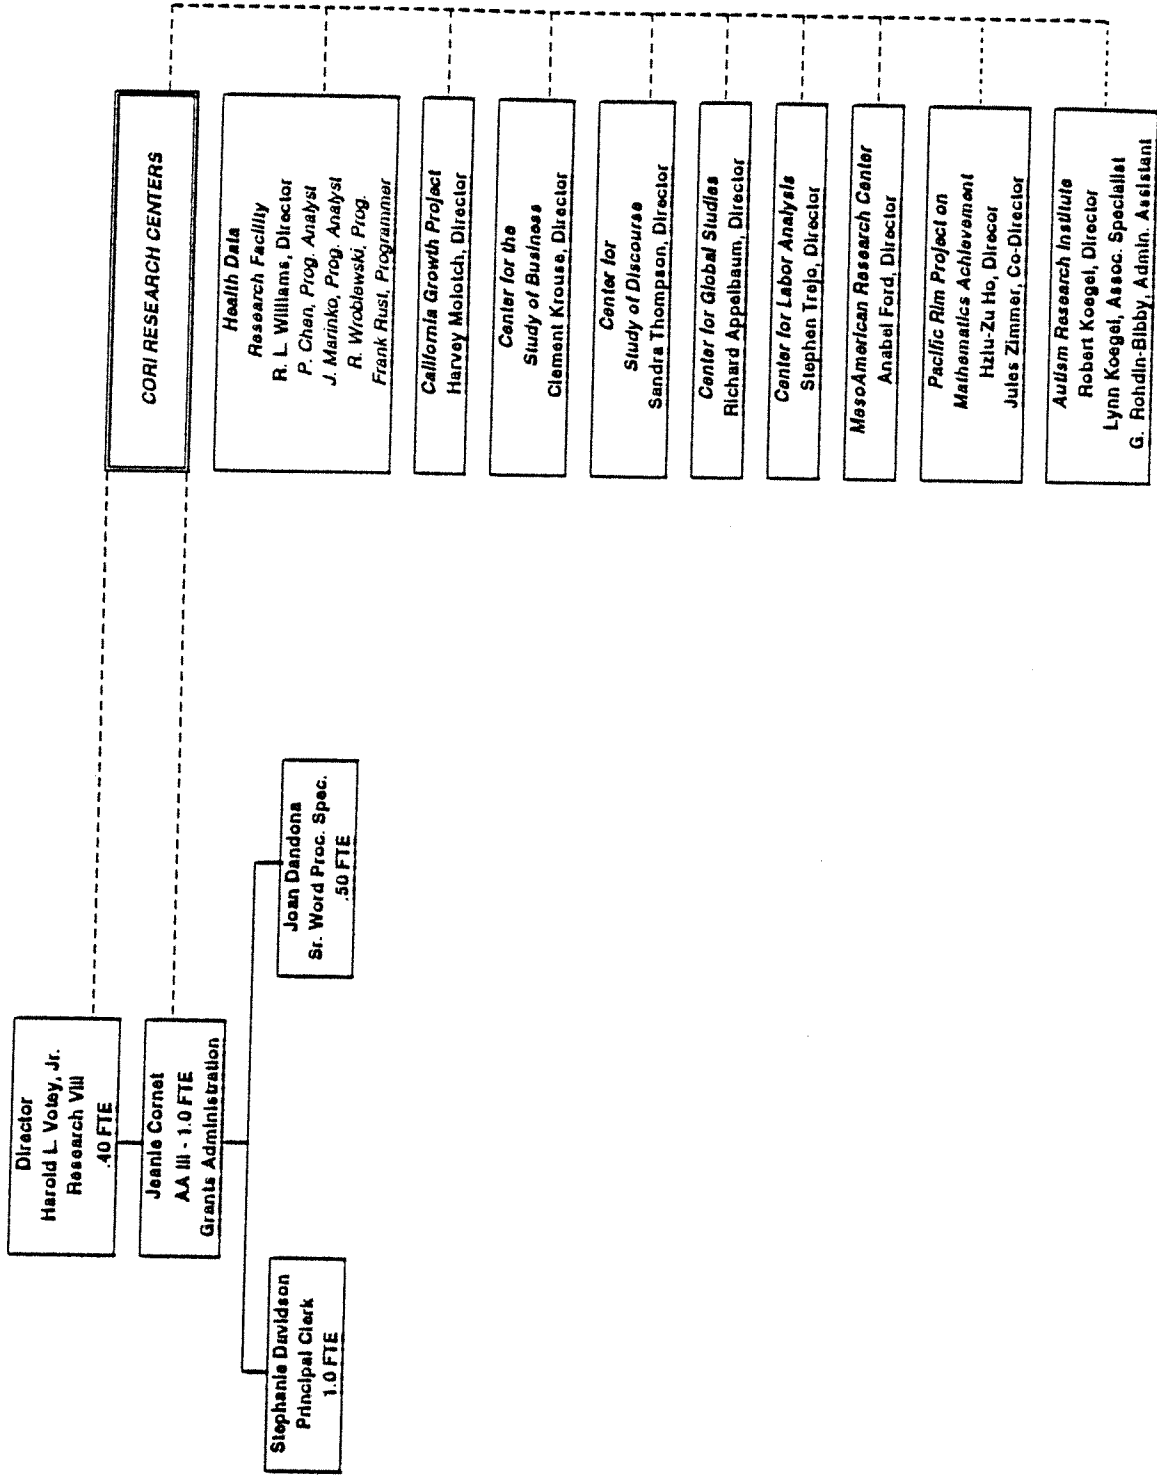 Director
Harold L. Votey, Jr.
Research VIII
.40 FTE
Jeanie Cornet
AA III - 1.0 FTE
Grants Administration
Stephanie Davidson
Principal Clerk
1.0 FTE
Joan Dandona
Sr. Word Proc. Spec.
.50 FTE
CORI RESEARCH CENTERS
Health Data
Research Facility
R. L. Williams, Director
P. Chen, Prog. Analyst
J. Marinko, Prog. Analyst
R. Wroblewski, Prog.
Frank Rust, Programmer
California Growth Project
Harvey Molotch, Director
Center for the
Study of Business
Clement Krouse, Director
Center for
Study of Discourse
Sandra Thompson, Director
Center for Global Studies
Richard Appelbaum, Director
Center for Labor Analysis
Stephen Trejo, Director
MesoAmerican Research Center
Anabel Ford, Director
Pacific Rim Project on
Mathematics Achievement
Hziu-Zu Ho, Director
Jules Zimmer, Co-Director
Autism Research Institute
Robert Koegel, Director
Lynn Koegel, Assoc. Specialist
G. Rohdin-Bibby, Admin. Assistant